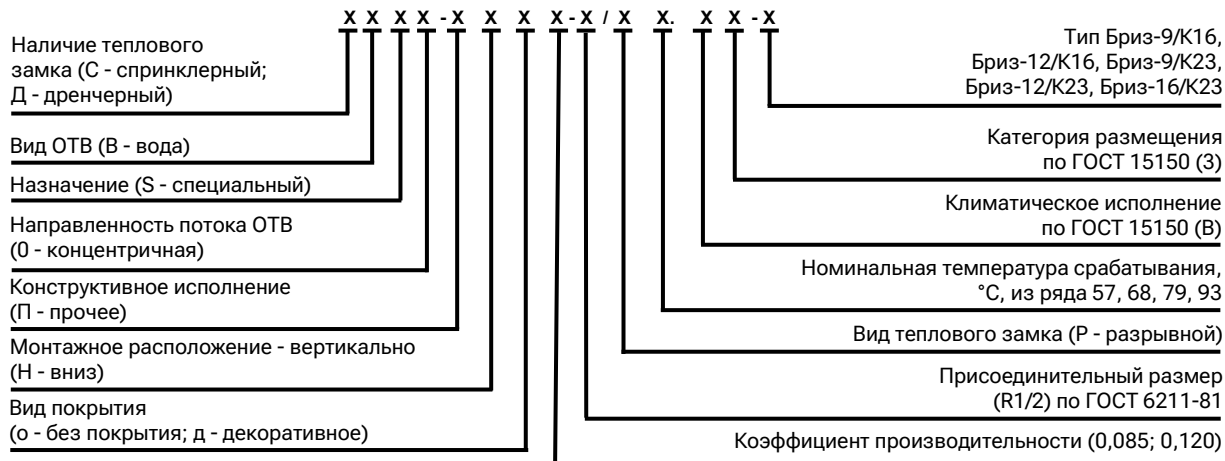 X X X X - X X X X - X / X X. X X - X
Наличие теплового
замка (С - спринклерный;
Д - дренчерный)
Вид ОТВ (В - вода)
Назначение (S - специальный)
Направленность потока ОТВ
(0 - концентричная)
Конструктивное исполнение
(П - прочее)
Монтажное расположение - вертикально
(Н - вниз)
Вид покрытия
(о - без покрытия; д - декоративное)
Тип Бриз-9/К16,
Бриз-12/К16, Бриз-9/К23,
Бриз-12/К23, Бриз-16/К23
Категория размещения
по ГОСТ 15150 (3)
Климатическое исполнение
по ГОСТ 15150 (В)
Номинальная температура срабатывания,
°С, из ряда 57, 68, 79, 93
Вид теплового замка (Р - разрывной)
Присоединительный размер
(R1/2) по ГОСТ 6211-81
Коэффициент производительности (0,085; 0,120)